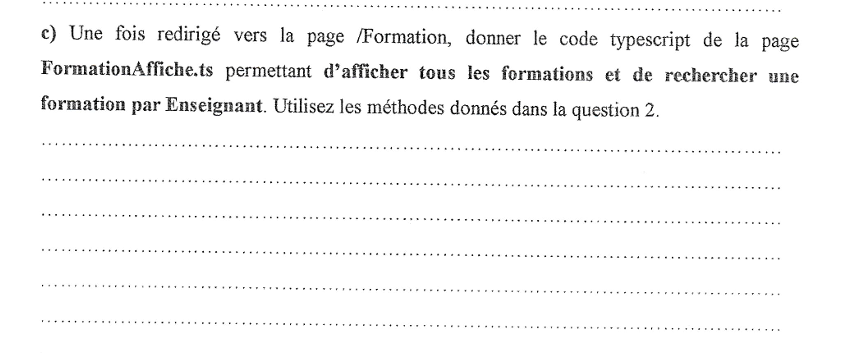 c) Une fois redirigé vers la page /Formation, donner le code typescript de la page
FormationAffiche.ts permettant d'afficher tous les formations et de rechercher une
formation par Enseignant. Utilisez les méthodes donnés dans la question 2.